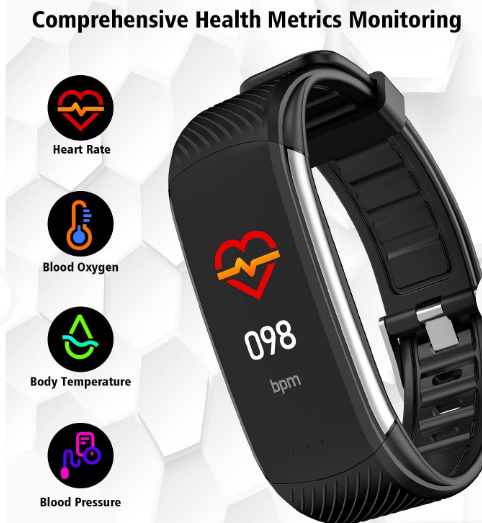 Comprehensive Health Metrics Monitoring
Heart Rate
Blood Oxygen
Body Temperature
Blood Pressure
098
bpm